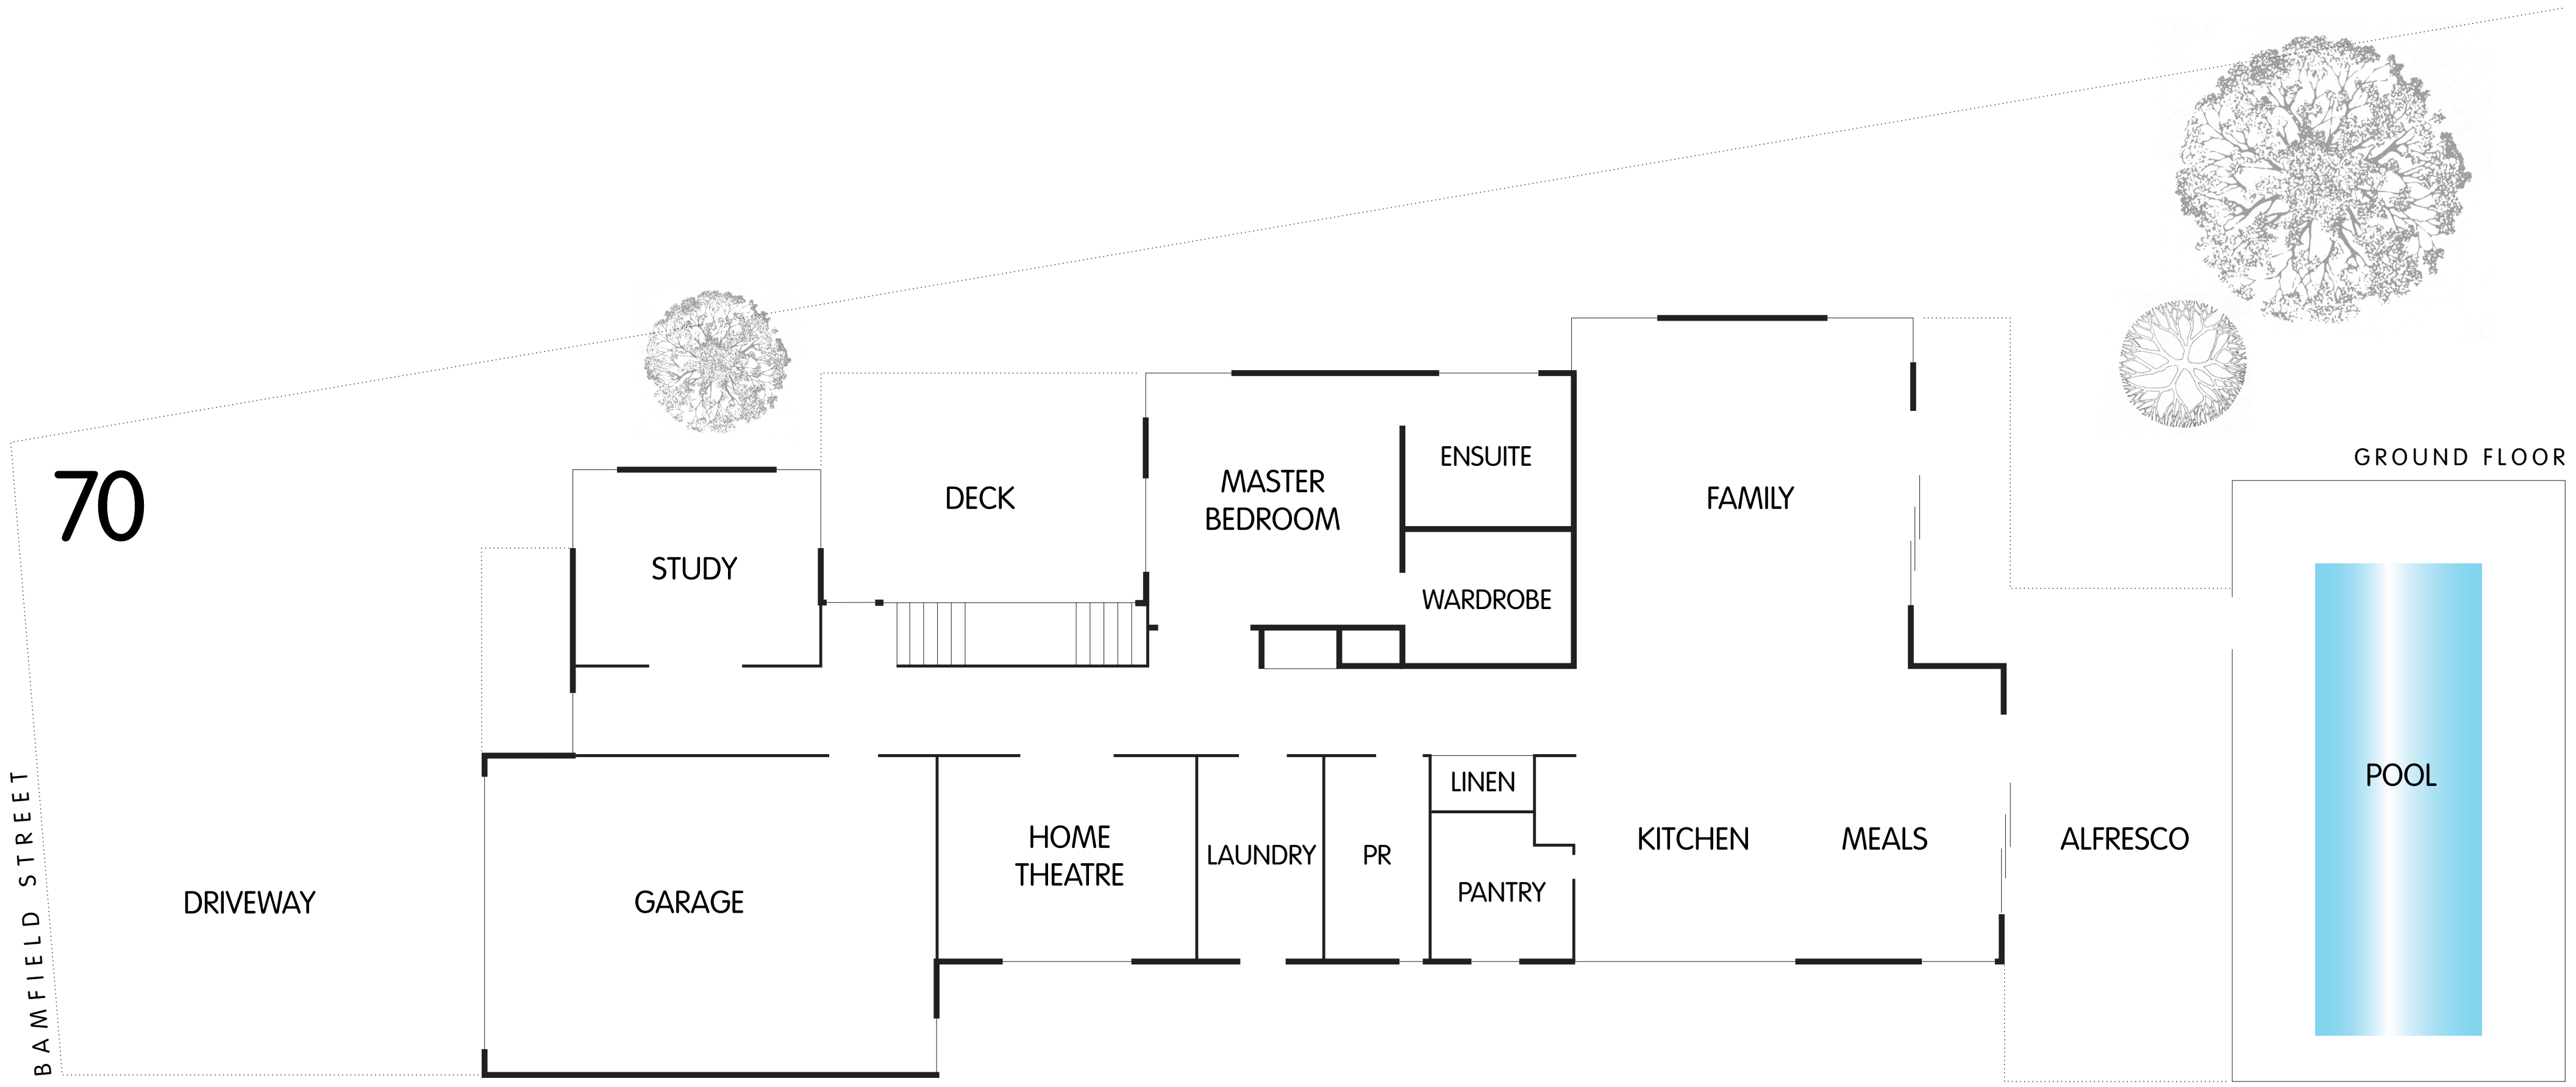 70
GROUND FLOOR
DECK
MASTER
BEDROOM
ENSUITE
FAMILY
STUDY
WARDROBE
POOL
LINEN
HOME
THEATRE
LAUNDRY
PR
PANTRY
KITCHEN
MEALS
ALFRESCO
DRIVEWAY
GARAGE
BAMFIELD STREET